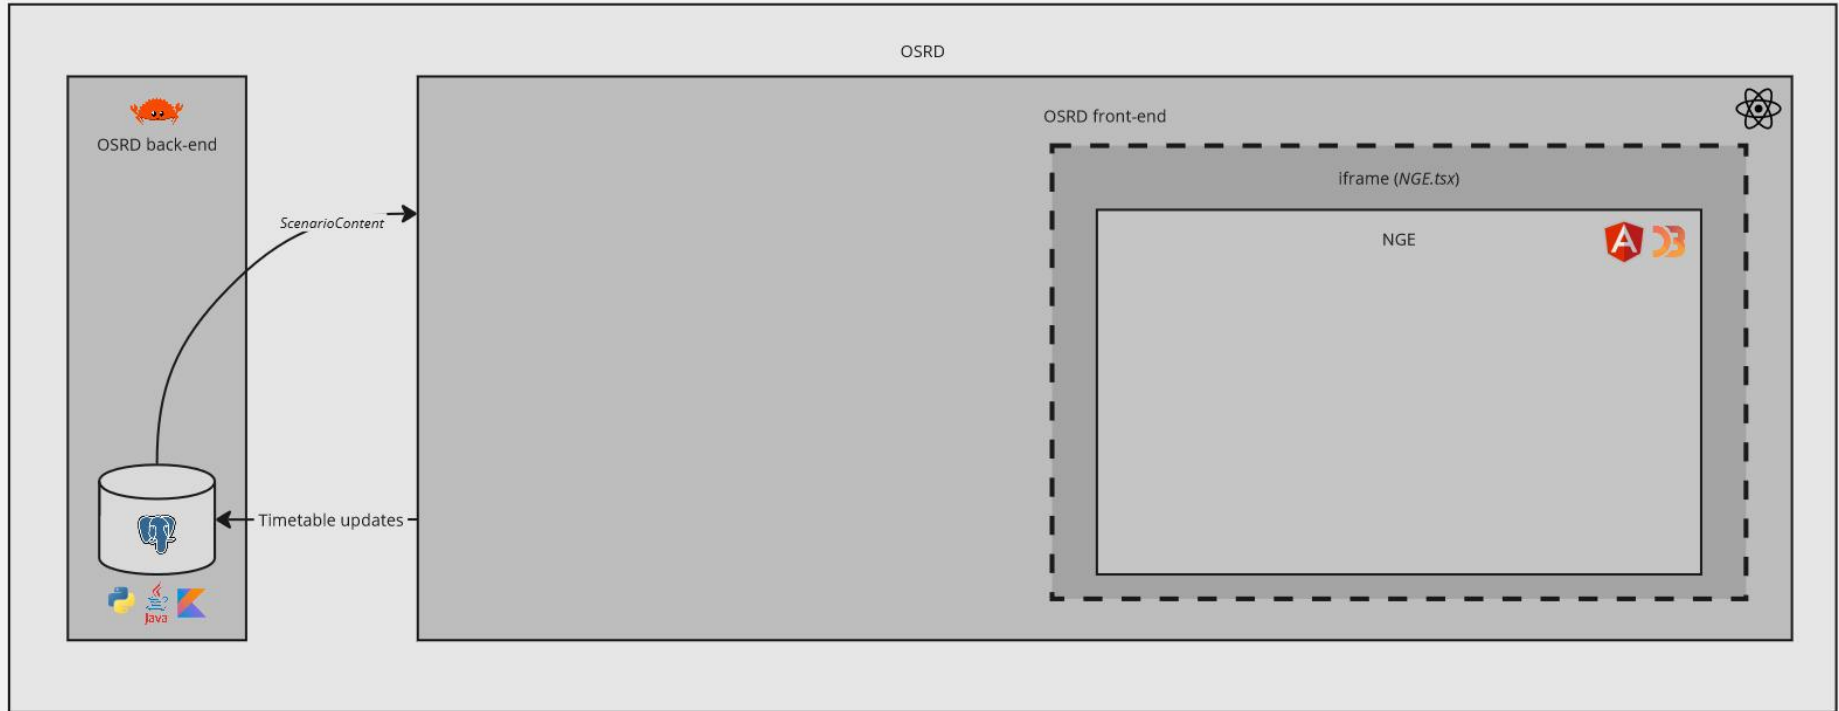 OSRD
OSRD front-end
OSRD back-end
iframe (NGE.tsx)
ScenarioContent
NGE
Timetable updates
Java